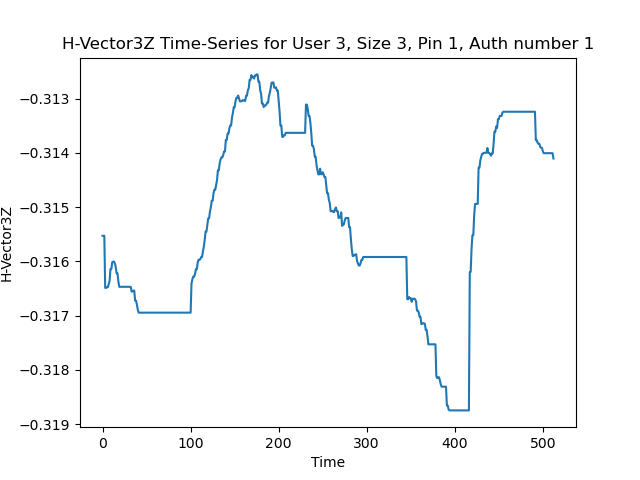 H-Vector3Z Time-Series for User 3, Size 3, Pin 1, Auth number 1
H-Vector3Z
−0.313
−0.314
−0.315
−0.316
−0.317
−0.318
−0.319
0 100 200 300 400 500
Time